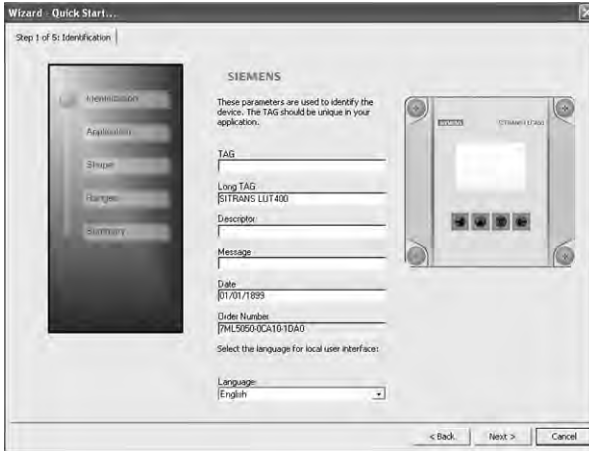 Wizard - Quick Start...
Step 1 of 5: Identification
Identification
Application
Shape
Ranges
Summary
SIEMENS
These parameters are used to identify the
device. The TAG should be unique in your
application.
TAG
Long TAG
SITRANS LUT400
Descriptor
Message
Date
01/01/1899
Order Number
7ML5050-0CA10-1DA0
Select the language for local user interface:
Language:
English
SIEMENS
SITRANS LUT400
< Back
Next >
Cancel